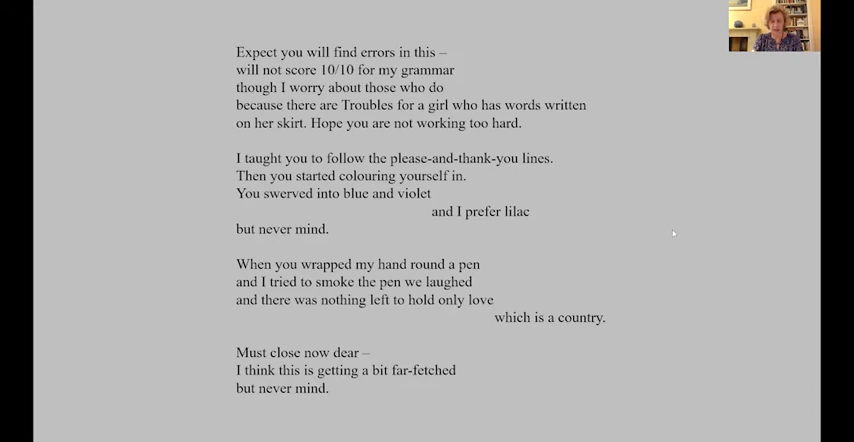 Expect you will find errors in this –
will not score 10/10 for my grammar
though I worry about those who do
because there are Troubles for a girl who has words written
on her skirt. Hope you are not working too hard.
I taught you to follow the please-and-thank-you lines.
Then you started colouring yourself in.
You swerved into blue and violet
and I prefer lilac
but never mind.
When you wrapped my hand round a pen
and I tried to smoke the pen we laughed
and there was nothing left to hold only love
which is a country.
Must close now dear –
I think this is getting a bit far-fetched
but never mind.